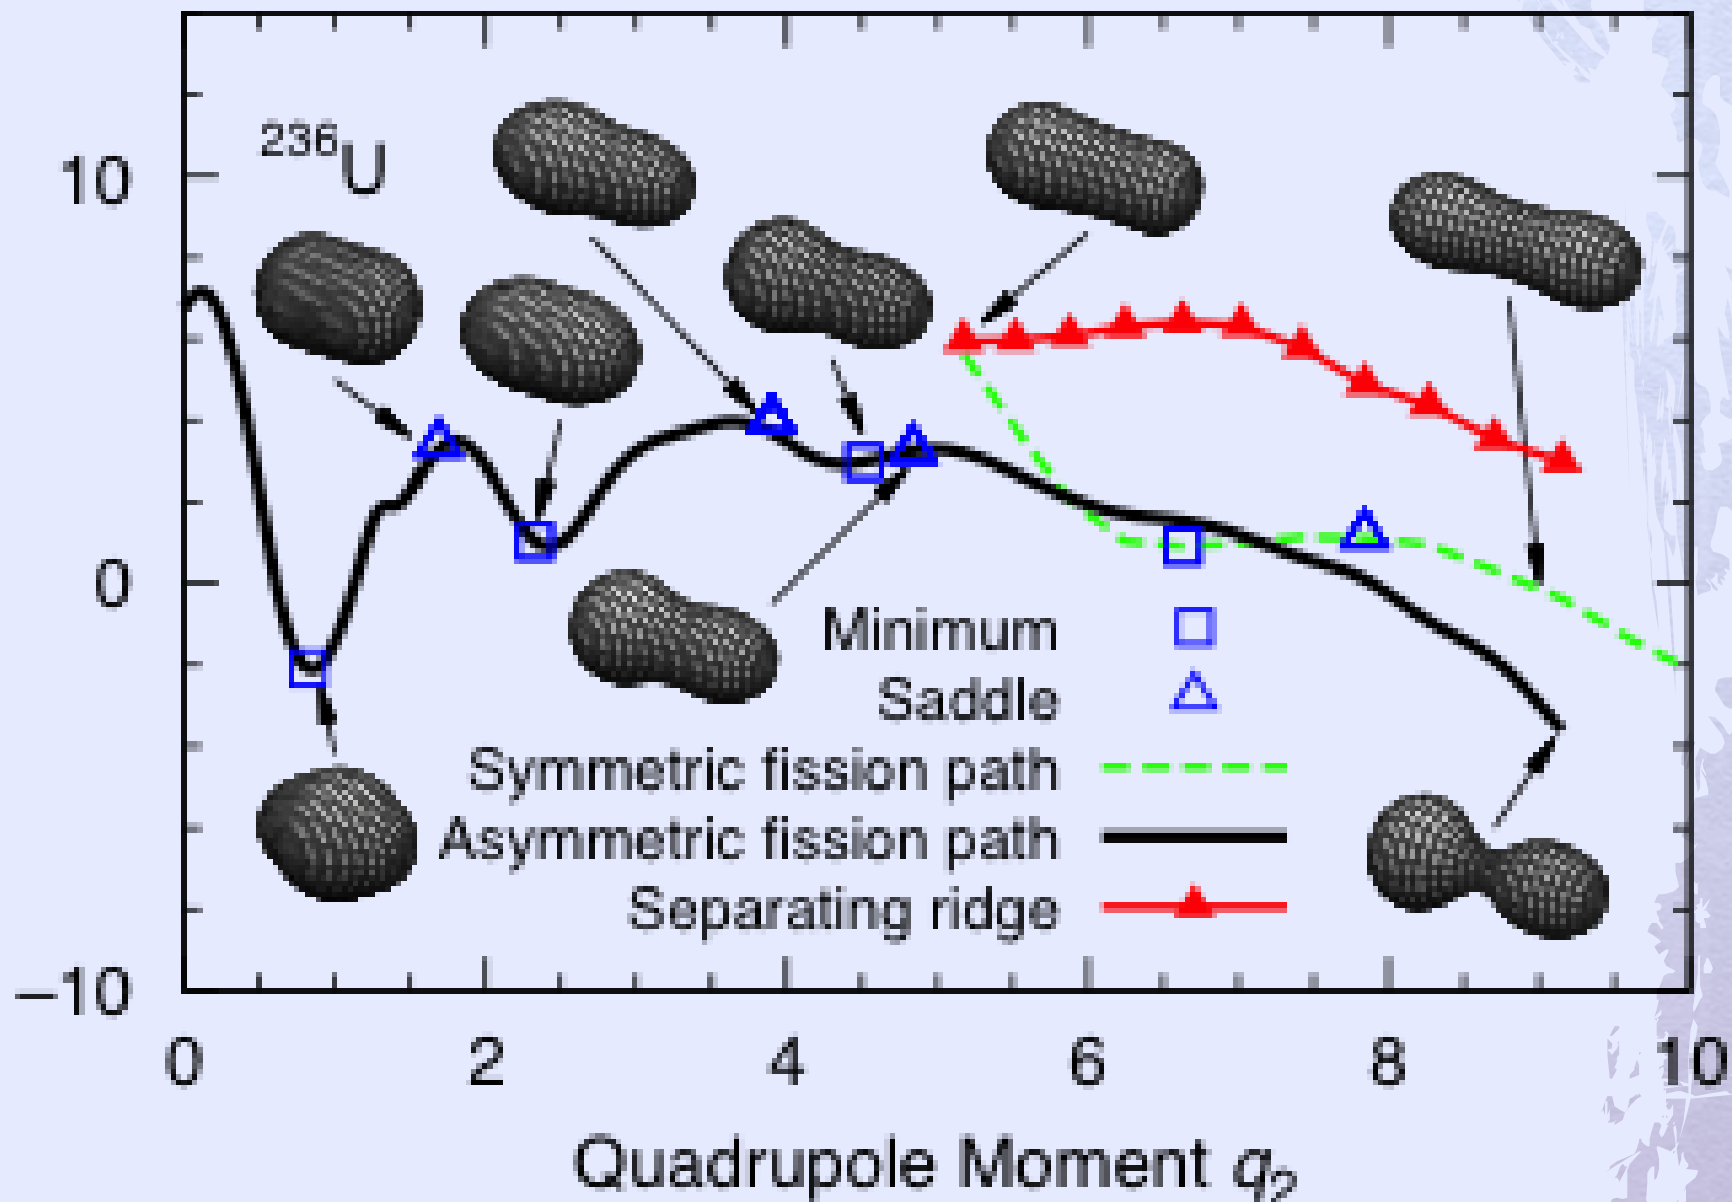 ²³⁶U
10
0
−10
Minimum
Saddle
Symmetric fission path
Asymmetric fission path
Separating ridge
0 2 4 6 8 10
Quadrupole Moment q₂